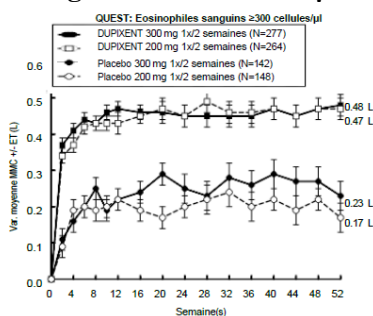 QUEST: Eosinophiles sanguins ≥300 cellules/µl
DUPIXENT 300 mg 1x/2 semaines (N=277)
DUPIXENT 200 mg 1x/2 semaines (N=264)
Placebo 300 mg 1x/2 semaines (N=142)
Placebo 200 mg 1x/2 semaines (N=148)
Var. moyenne MMC +/- ET (L)
0.6
0.5
0.4
0.3
0.2
0.1
0.0
0.48 L
0.47 L
0.23 L
0.17 L
0 4 8 12 16 20 24 28 32 36 40 44 48 52
Semaine(s)